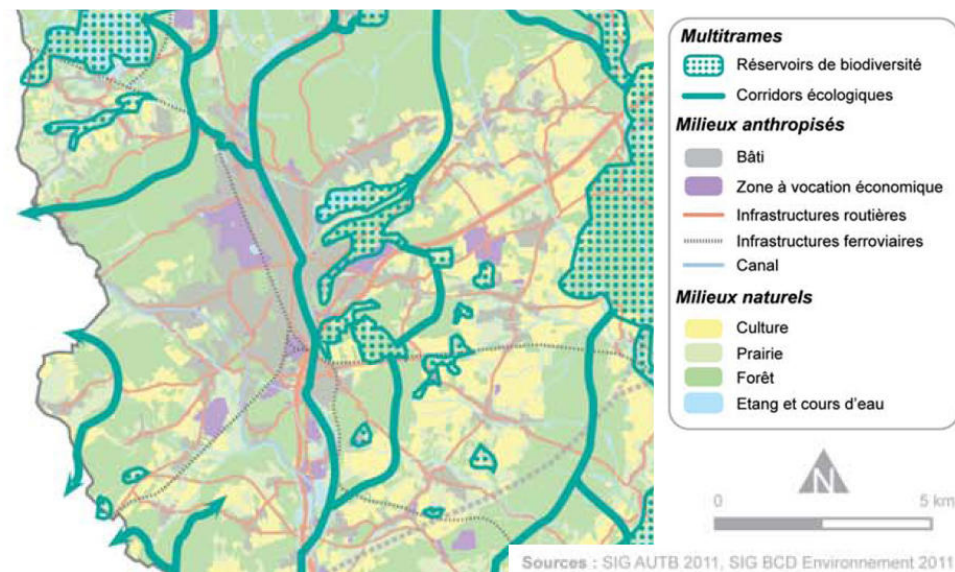 Multitrames
Réservoirs de biodiversité
Corridors écologiques
Milieux anthropisés
Bâti
Zone à vocation économique
Infrastructures routières
Infrastructures ferroviaires
Canal
Milieux naturels
Culture
Prairie
Forêt
Etang et cours d'eau
N
0 5 km
Sources : SIG AUTB 2011, SIG BCD Environnement 2011